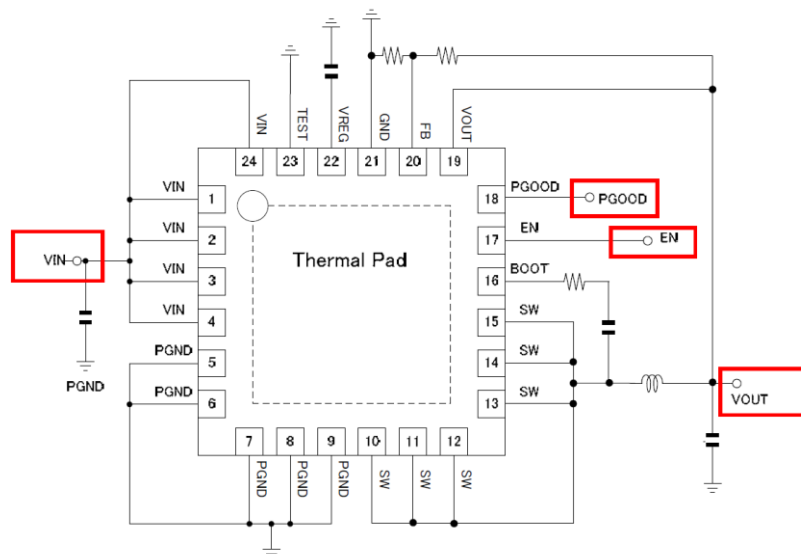 VIN
TEST
VREG
GND
FB
VOUT
24
23
22
21
20
19
VIN
1
VIN
2
VIN
3
VIN
4
PGND
5
PGND
6
VIN
PGND
Thermal Pad
18
PGOOD
PGOOD
17
EN
EN
16
BOOT
15
SW
14
SW
13
SW
VOUT
7
8
9
10
11
12
PGND
PGND
PGND
SW
SW
SW